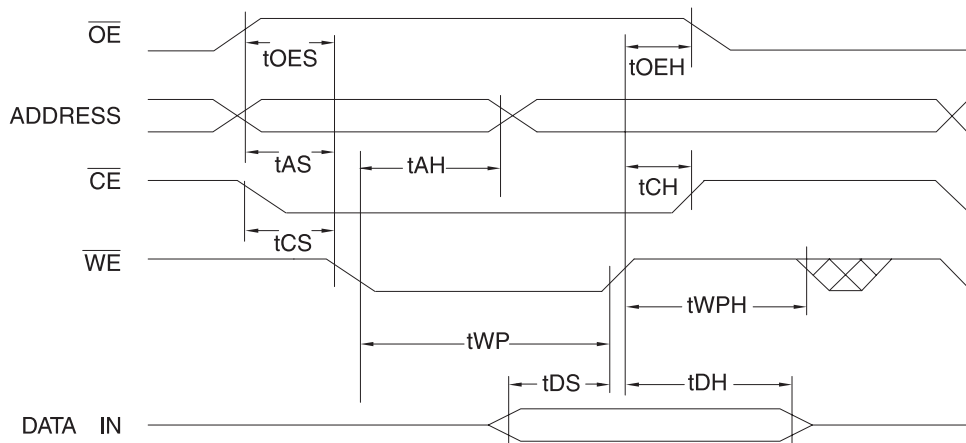 OE
tOES
tOEH
ADDRESS
tAS
tAH
CE
tCH
tCS
WE
tWPH
tWP
tDS
tDH
DATA IN